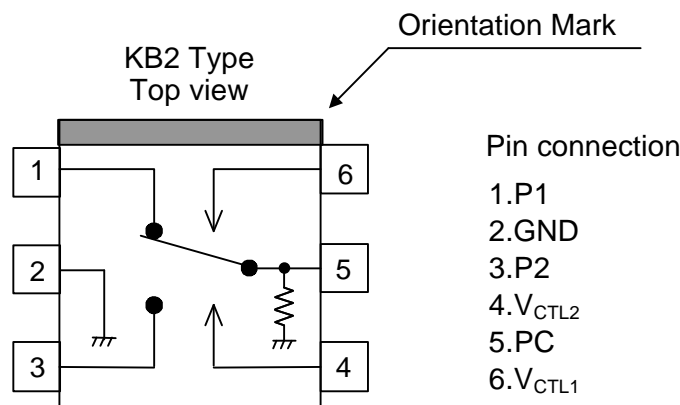 Orientation Mark
KB2 Type
Top view
1
2
3
6
5
4
Pin connection
1.P1
2.GND
3.P2
4.VCTL2
5.PC
6.VCTL1